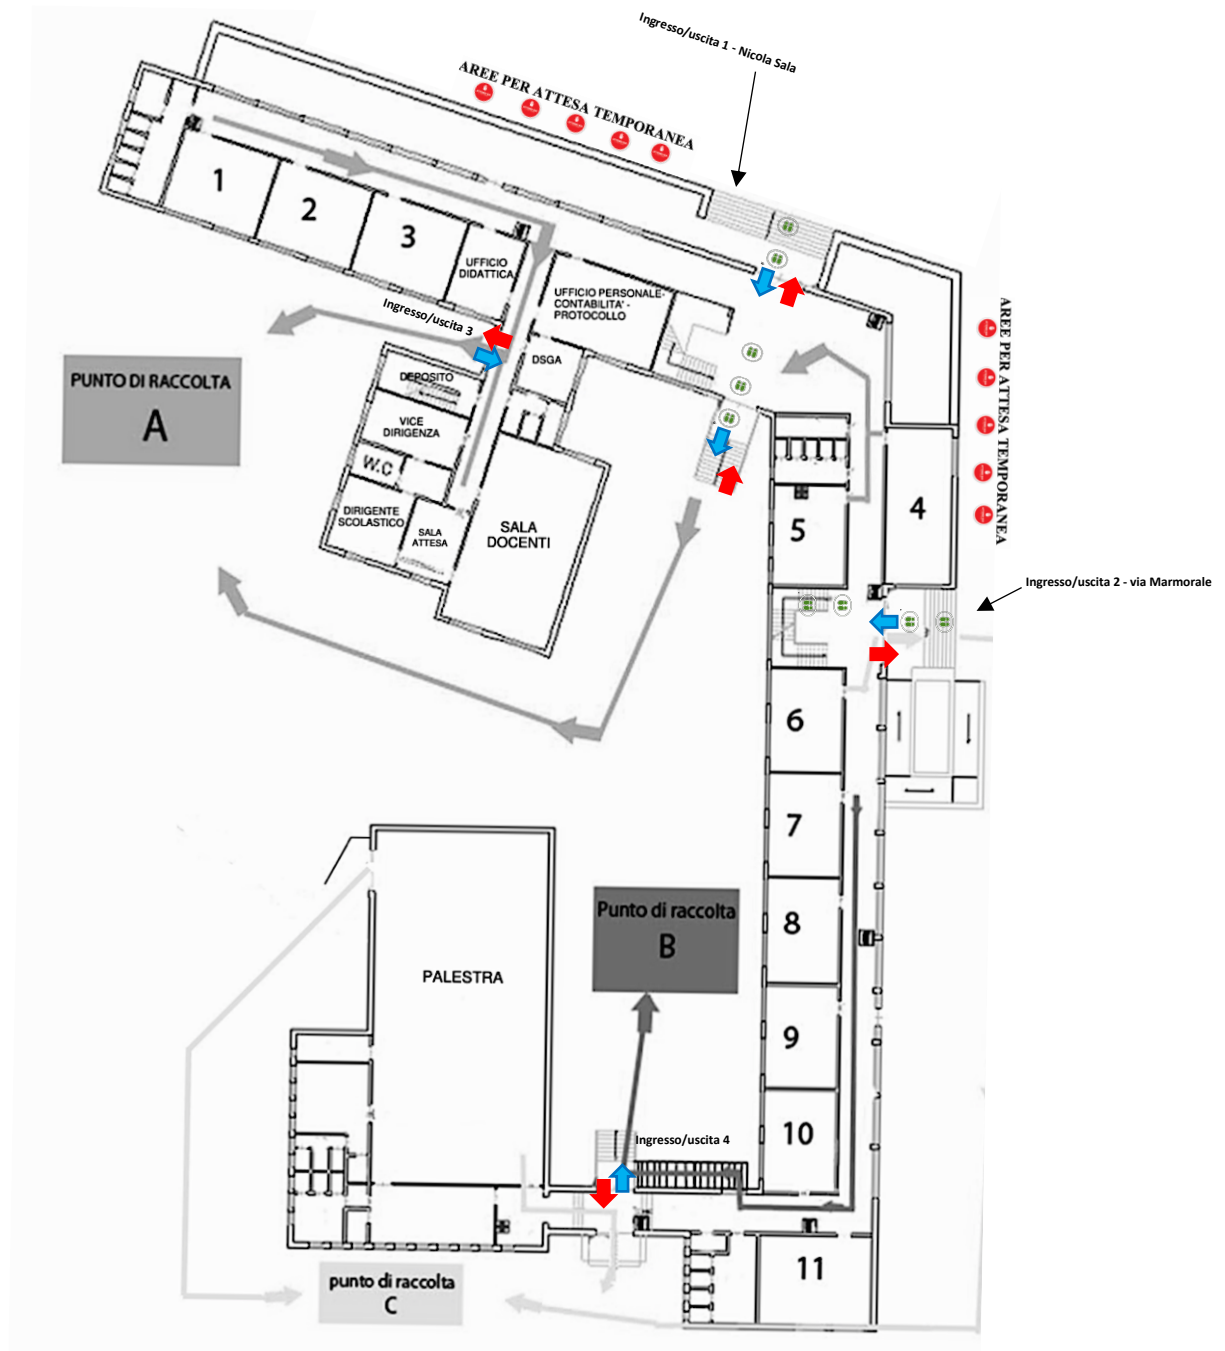 Ingresso/uscita 1 - Nicola Sala
AREE PER ATTESA TEMPORANEA
1
2
3
UFFICIO
DIDATTICA
UFFICIO PERSONALE-
CONTABILITA' -
PROTOCOLLO
Ingresso/uscita 3
DSGA
DEPOSITO
VICE
DIRIGENZA
W.C
DIRIGENTE
SCOLASTICO
SALA
ATTESA
SALA
DOCENTI
PUNTO DI RACCOLTA
A
AREE PER ATTESA TEMPORANEA
4
5
Ingresso/uscita 2 - via Marmorale
6
7
8
9
10
11
Punto di raccolta
B
PALESTRA
Ingresso/uscita 4
punto di raccolta
C